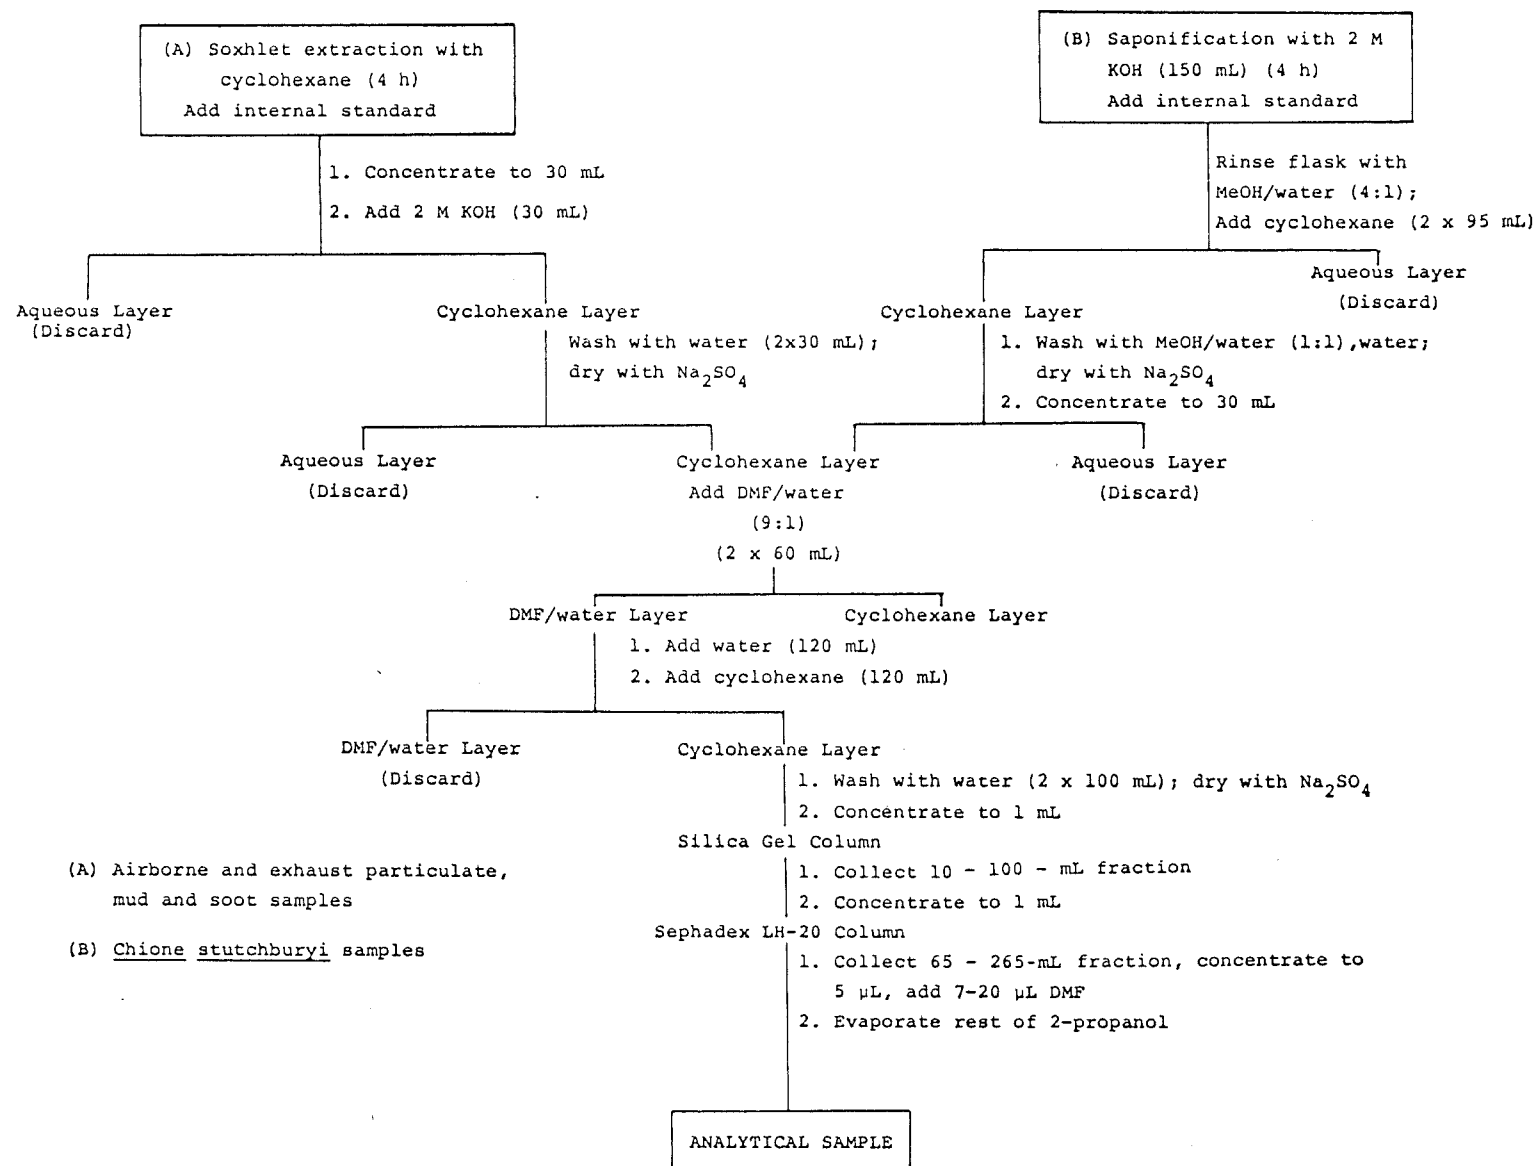 (A) Soxhlet extraction with
cyclohexane (4 h)
Add internal standard
1. Concentrate to 30 mL
2. Add 2 M KOH (30 mL)
(B) Saponification with 2 M
KOH (150 mL) (4 h)
Add internal standard
Rinse flask with
MeOH/water (4:1);
Add cyclohexane (2 x 95 mL)
Aqueous Layer
(Discard)
Cyclohexane Layer
Wash with water (2x30 mL);
dry with Na2SO4
Cyclohexane Layer
1. Wash with MeOH/water (1:1),water;
dry with Na2SO4
2. Concentrate to 30 mL
Aqueous Layer
(Discard)
Aqueous Layer
(Discard)
Cyclohexane Layer
Add DMF/water
(9:1)
(2 x 60 mL)
Aqueous Layer
(Discard)
DMF/water Layer
1. Add water (120 mL)
2. Add cyclohexane (120 mL)
Cyclohexane Layer
DMF/water Layer
(Discard)
Cyclohexane Layer
1. Wash with water (2 x 100 mL); dry with Na2SO4
2. Concentrate to 1 mL
Silica Gel Column
1. Collect 10 - 100 - mL fraction
2. Concentrate to 1 mL
Sephadex LH-20 Column
1. Collect 65 - 265-mL fraction, concentrate to
5 μL, add 7-20 μL DMF
2. Evaporate rest of 2-propanol
ANALYTICAL SAMPLE
(A) Airborne and exhaust particulate,
mud and soot samples
(B) Chione stutchburyi samples